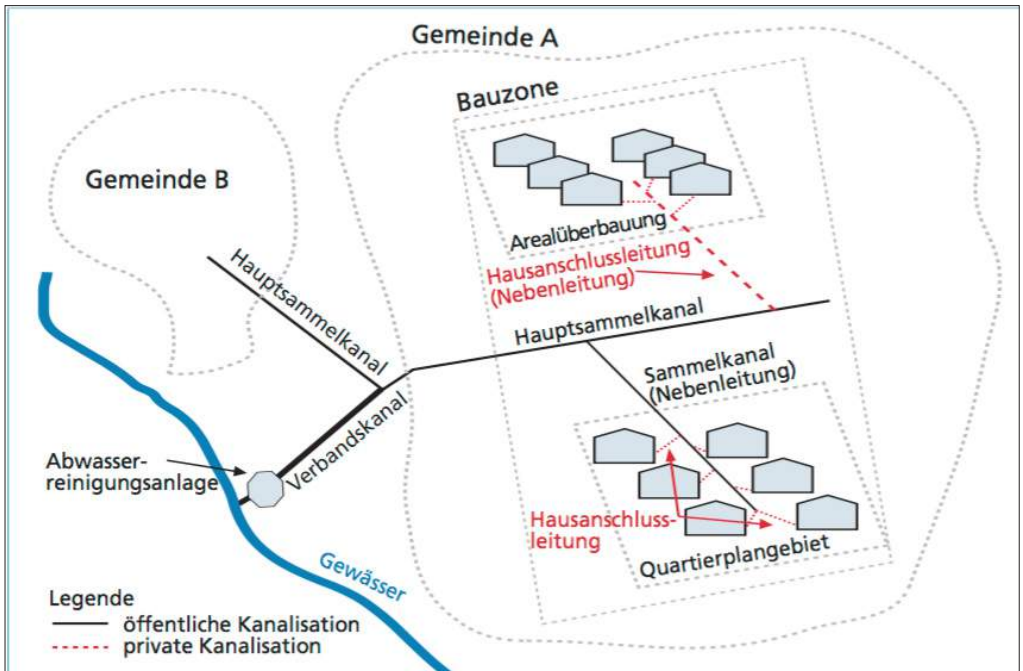 Gemeinde A
Bauzone
Gemeinde B
Arealüberbauung
Hausanschlussleitung
(Nebenleitung)
Hauptsammelkanal
Hauptsammelkanal
Sammelkanal
(Nebenleitung)
Verbandskanal
Abwasser-
reinigungsanlage
Hausanschluss-
leitung
Quartierplangebiet
Gewässer
Legende
öffentliche Kanalisation
private Kanalisation